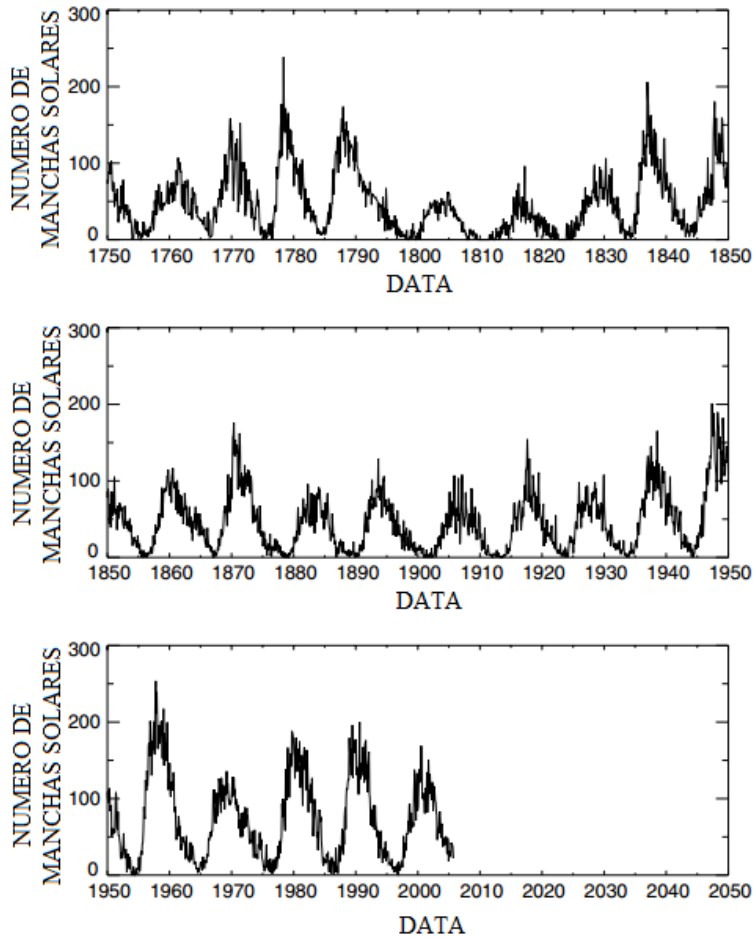 NUMERO DE
MANCHAS SOLARES
300
200
100
0
1750 1760 1770 1780 1790 1800 1810 1820 1830 1840 1850
DATA
NUMERO DE
MANCHAS SOLARES
300
200
100
0
1850 1860 1870 1880 1890 1900 1910 1920 1930 1940 1950
DATA
NUMERO DE
MANCHAS SOLARES
300
200
100
0
1950 1960 1970 1980 1990 2000 2010 2020 2030 2040 2050
DATA